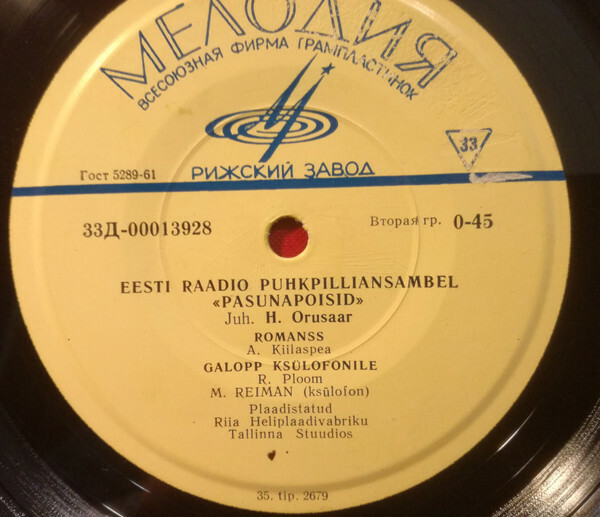 МЕЛОДИЯ
ВСЕСОЮЗНАЯ ФИРМА ГРАМПЛАСТИНОК
33
Гост 5289-61
РИЖСКИЙ ЗАВОД
33Д-00013928
Вторая гр. 0-45
EESTI RAADIO PUHKPILLIANSAMBEL
«PASUNAPOISID»
Juh. H. Orusaar
ROMANSS
A. Kiilaspea
GALOPP KSÜLOFONILE
R. Ploom
M. REIMAN (ksülofon)
Plaadistatud
Riia Heliplaadivabriku
Tallinna Stuudios
35. tip. 2679